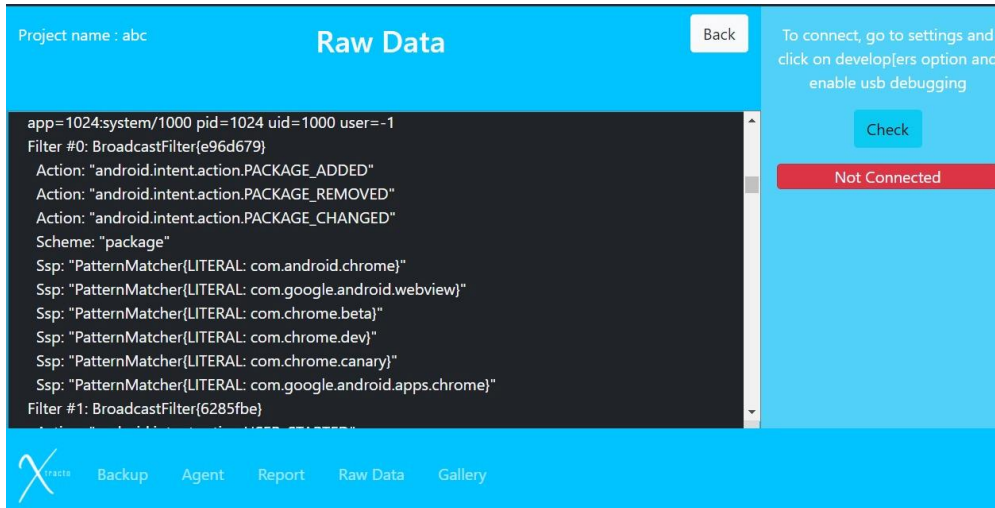 Project name : abc
Raw Data
Back
app=1024:system/1000 pid=1024 uid=1000 user=-1
Filter #0: BroadcastFilter{e96d679}
Action: "android.intent.action.PACKAGE_ADDED"
Action: "android.intent.action.PACKAGE_REMOVED"
Action: "android.intent.action.PACKAGE_CHANGED"
Scheme: "package"
Ssp: "PatternMatcher{LITERAL: com.android.chrome}"
Ssp: "PatternMatcher{LITERAL: com.google.android.webview}"
Ssp: "PatternMatcher{LITERAL: com.chrome.beta}"
Ssp: "PatternMatcher{LITERAL: com.chrome.dev}"
Ssp: "PatternMatcher{LITERAL: com.chrome.canary}"
Ssp: "PatternMatcher{LITERAL: com.google.android.apps.chrome}"
Filter #1: BroadcastFilter{6285fbe}
To connect, go to settings and
click on develop[ers option and
enable usb debugging
Check
Not Connected
Xtracto
Backup
Agent
Report
Raw Data
Gallery